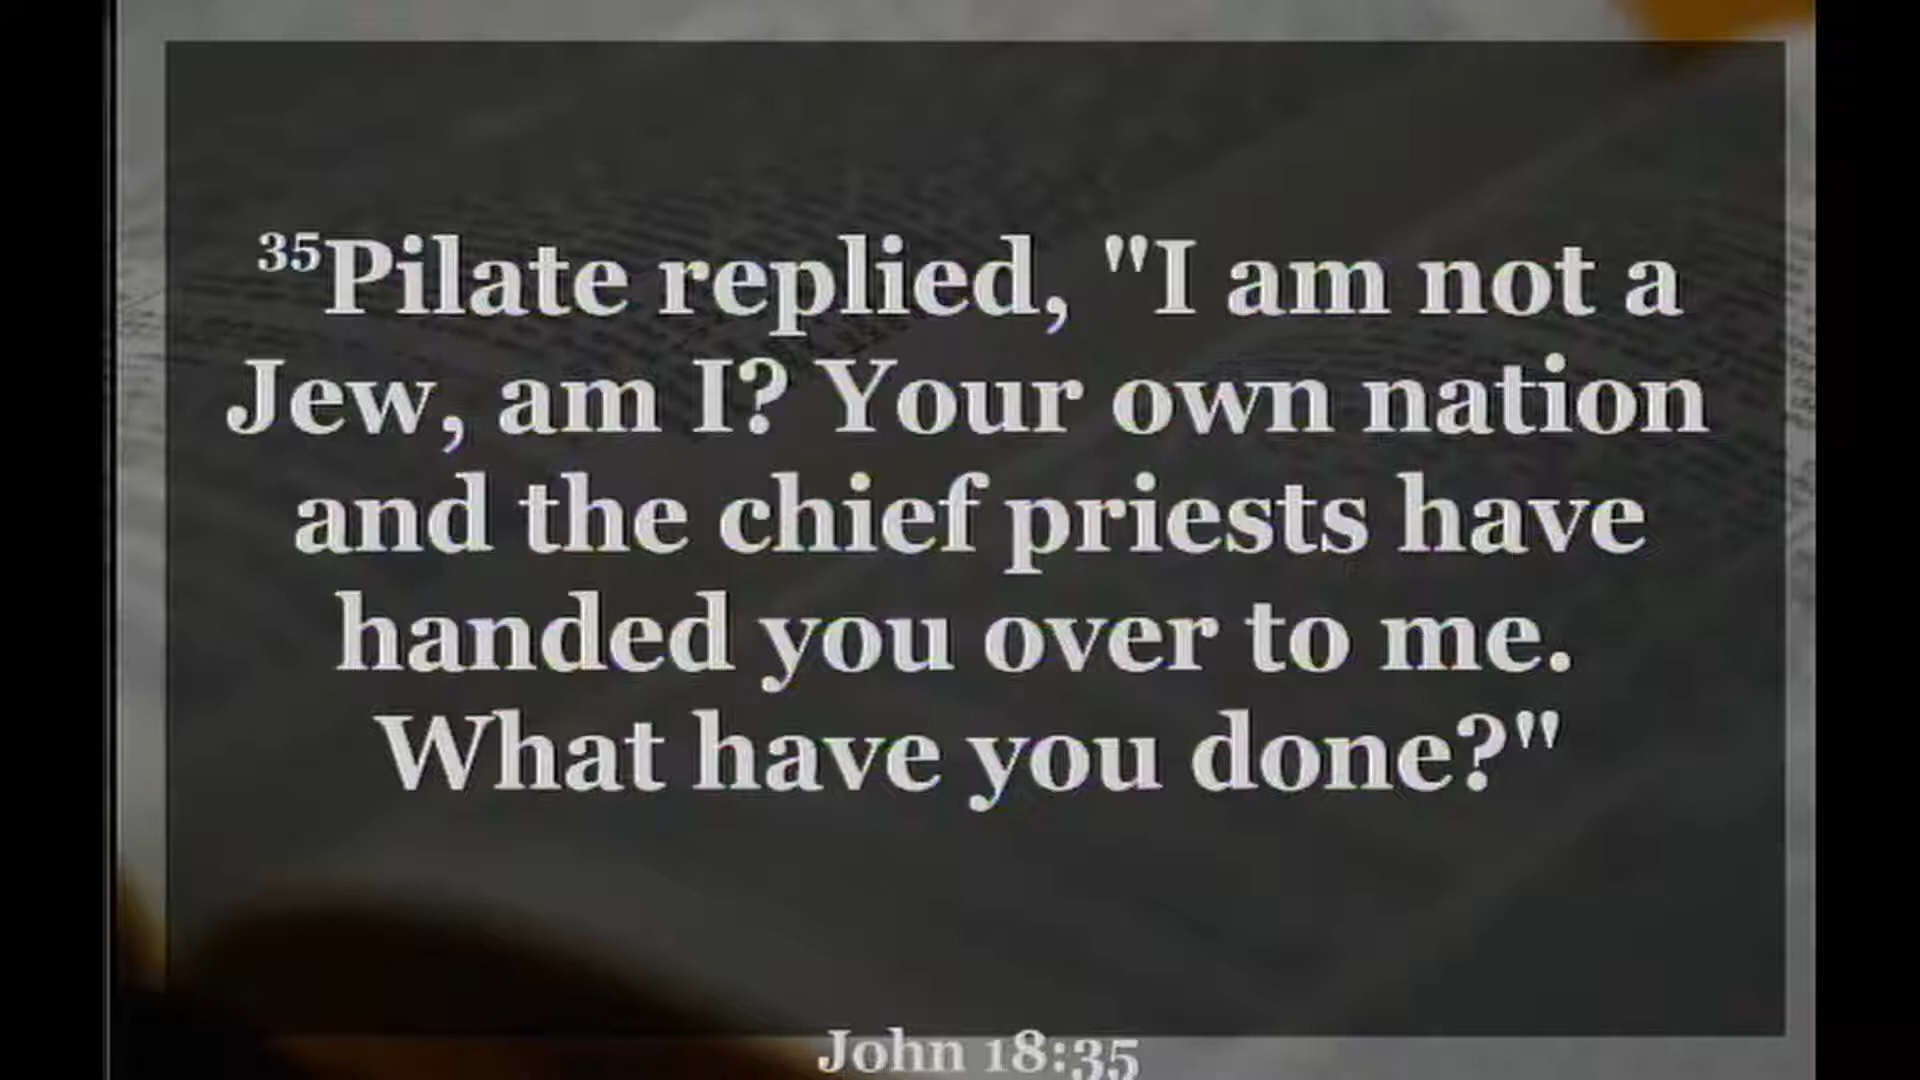 35Pilate replied, "I am not a
Jew, am I? Your own nation
and the chief priests have
handed you over to me.
What have you done?"
John 18:35